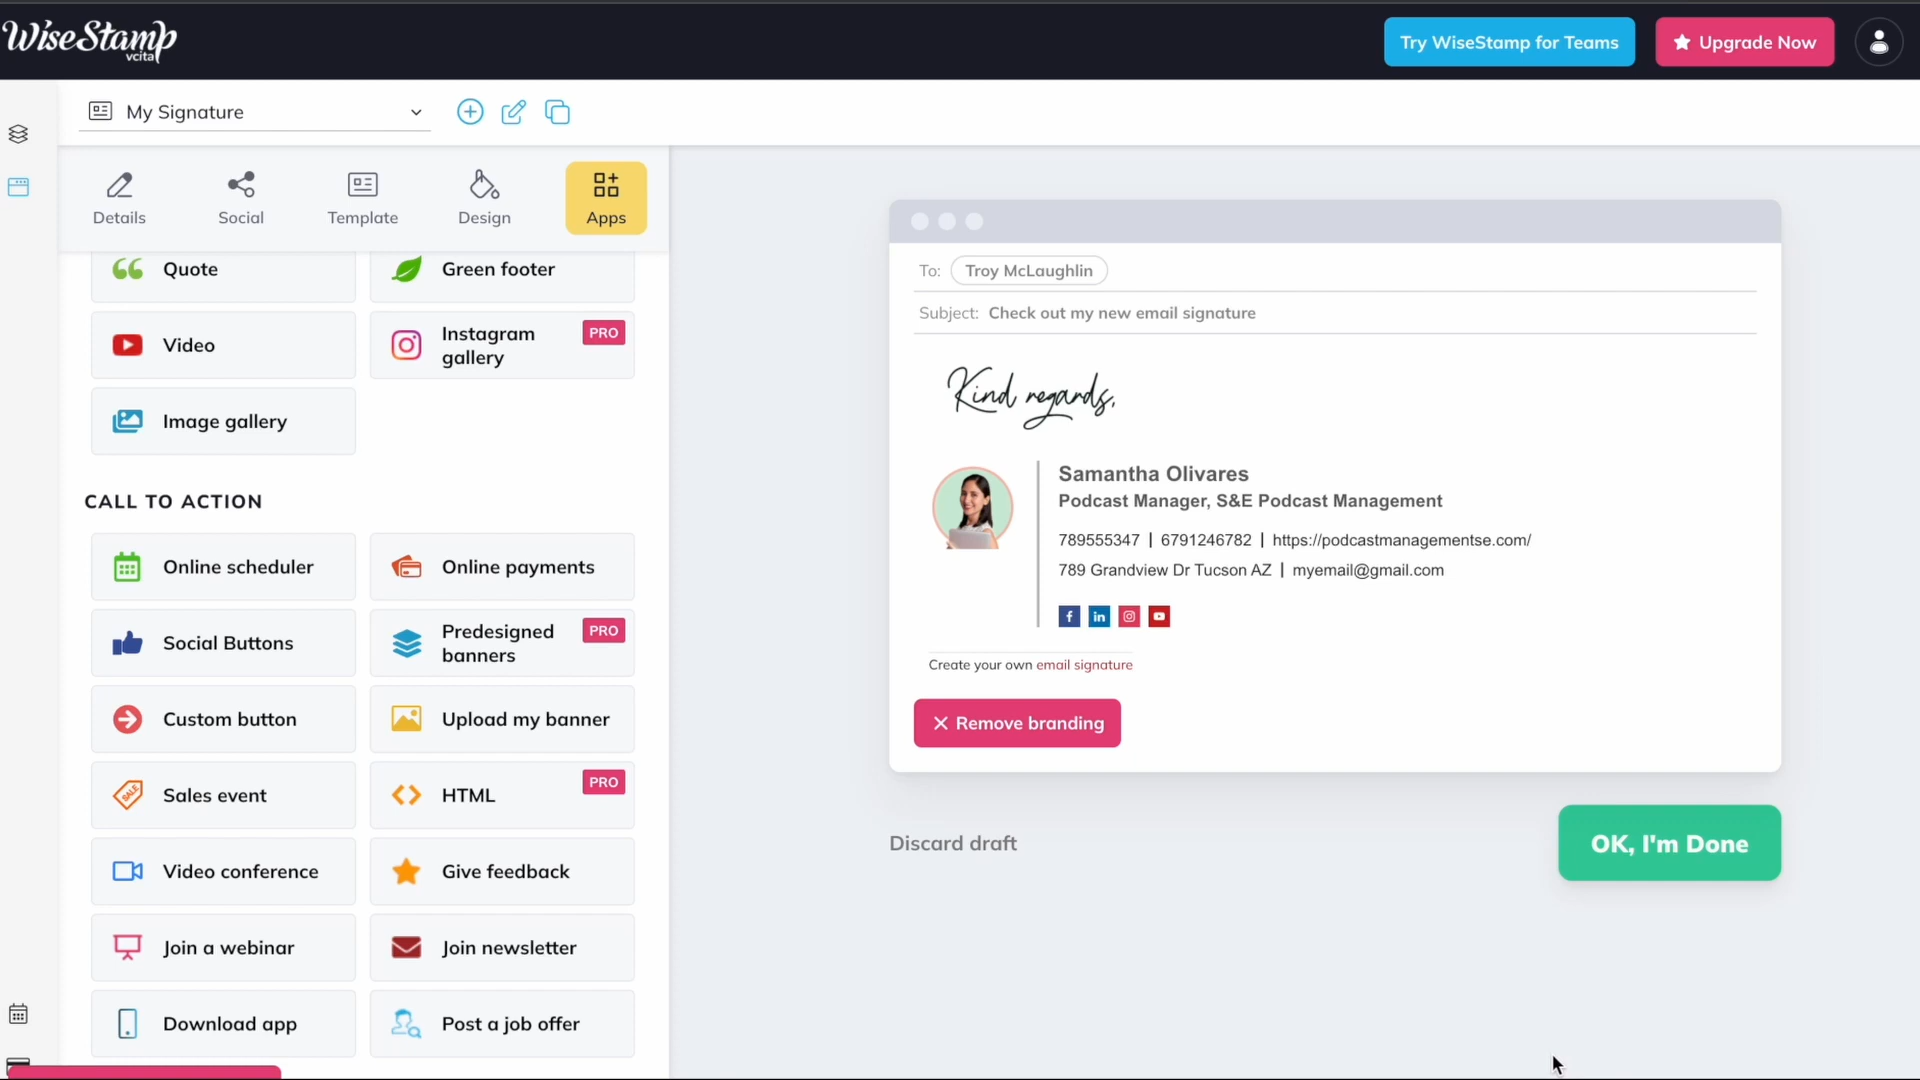 WiseStamp
vcita
Try WiseStamp for Teams
Upgrade Now
My Signature
Details
Social
Template
Design
Apps
Quote
Green footer
Video
Instagram
gallery
PRO
Image gallery
CALL TO ACTION
Online scheduler
Online payments
Social Buttons
Predesigned
banners
PRO
Custom button
Upload my banner
SALE
Sales event
HTML
PRO
Video conference
Give feedback
Join a webinar
Join newsletter
Download app
Post a job offer
To: Troy McLaughlin
Subject: Check out my new email signature
Kind regards,
Samantha Olivares
Podcast Manager, S&E Podcast Management
789555347 | 6791246782 | https://podcastmanagementse.com/
789 Grandview Dr Tucson AZ | myemail@gmail.com
f in
Create your own email signature
Remove branding
Discard draft
OK, I'm Done